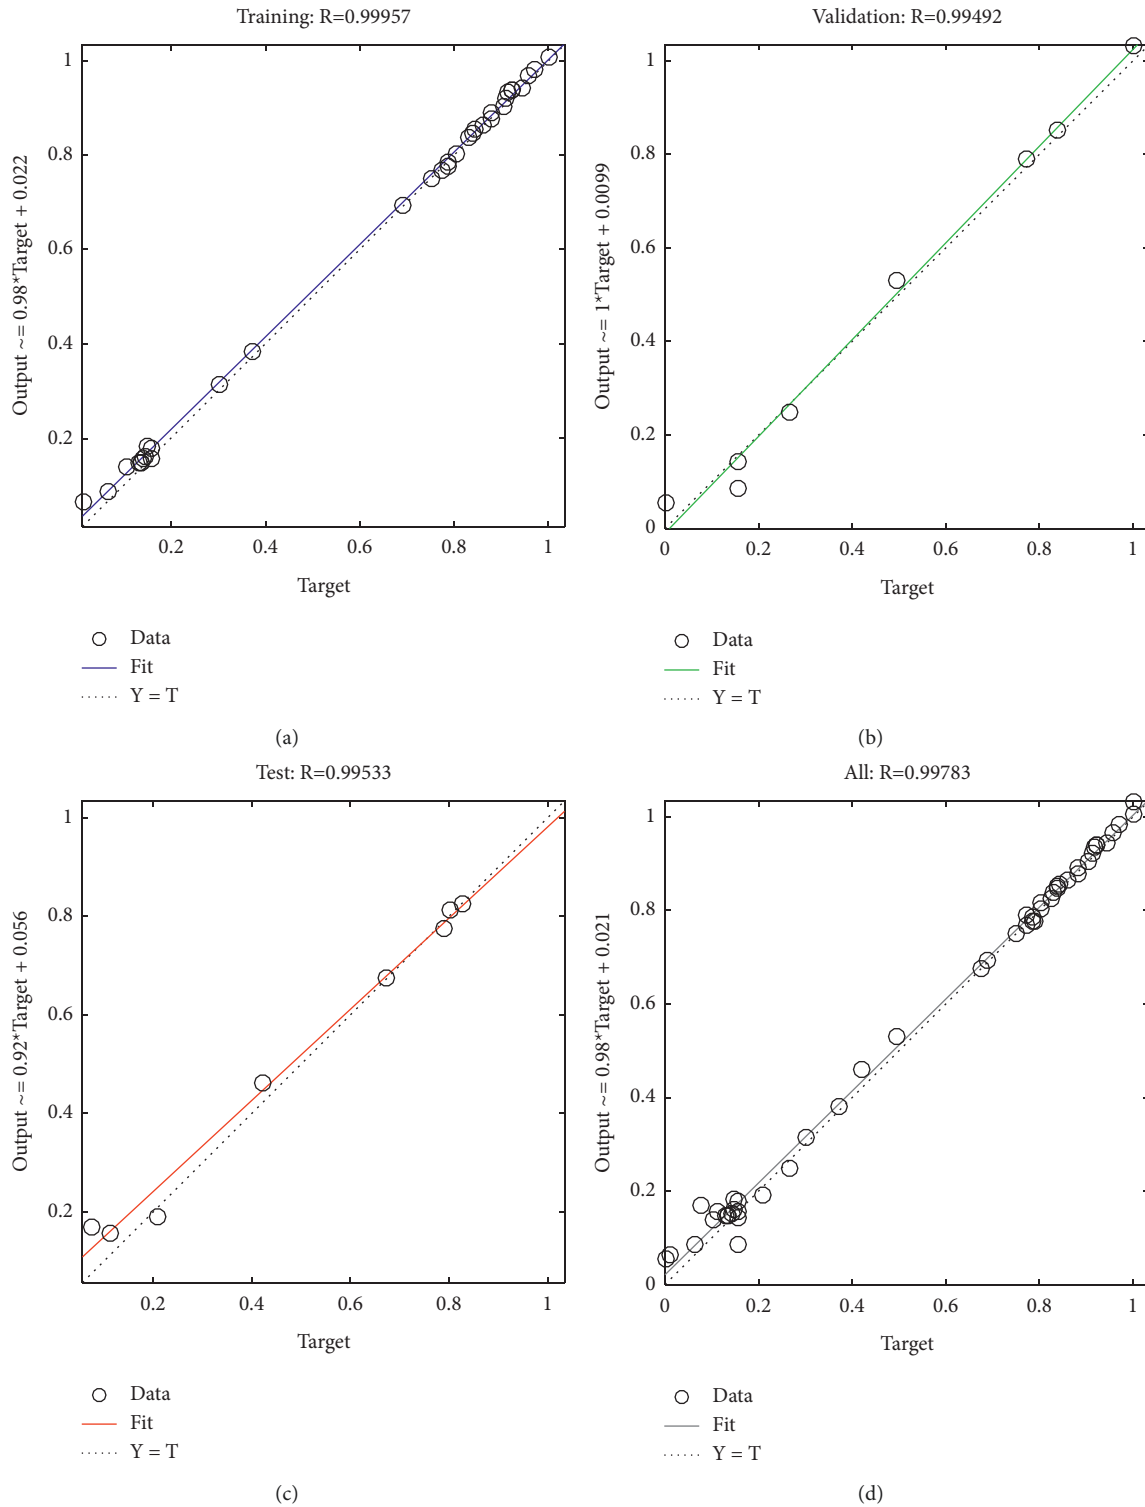 Training: R=0.99957
Output ~= 0.98*Target + 0.022
1
0.8
0.6
0.4
0.2
0.2 0.4 0.6 0.8 1
Target
Data
Fit
Y = T
(a)
Validation: R=0.99492
Output ~= 1*Target + 0.0099
1
0.8
0.6
0.4
0.2
0
0 0.2 0.4 0.6 0.8 1
Target
Data
Fit
Y = T
(b)
Test: R=0.99533
Output ~= 0.92*Target + 0.056
1
0.8
0.6
0.4
0.2
0.2 0.4 0.6 0.8 1
Target
Data
Fit
Y = T
(c)
All: R=0.99783
Output ~= 0.98*Target + 0.021
1
0.8
0.6
0.4
0.2
0
0 0.2 0.4 0.6 0.8 1
Target
Data
Fit
Y = T
(d)